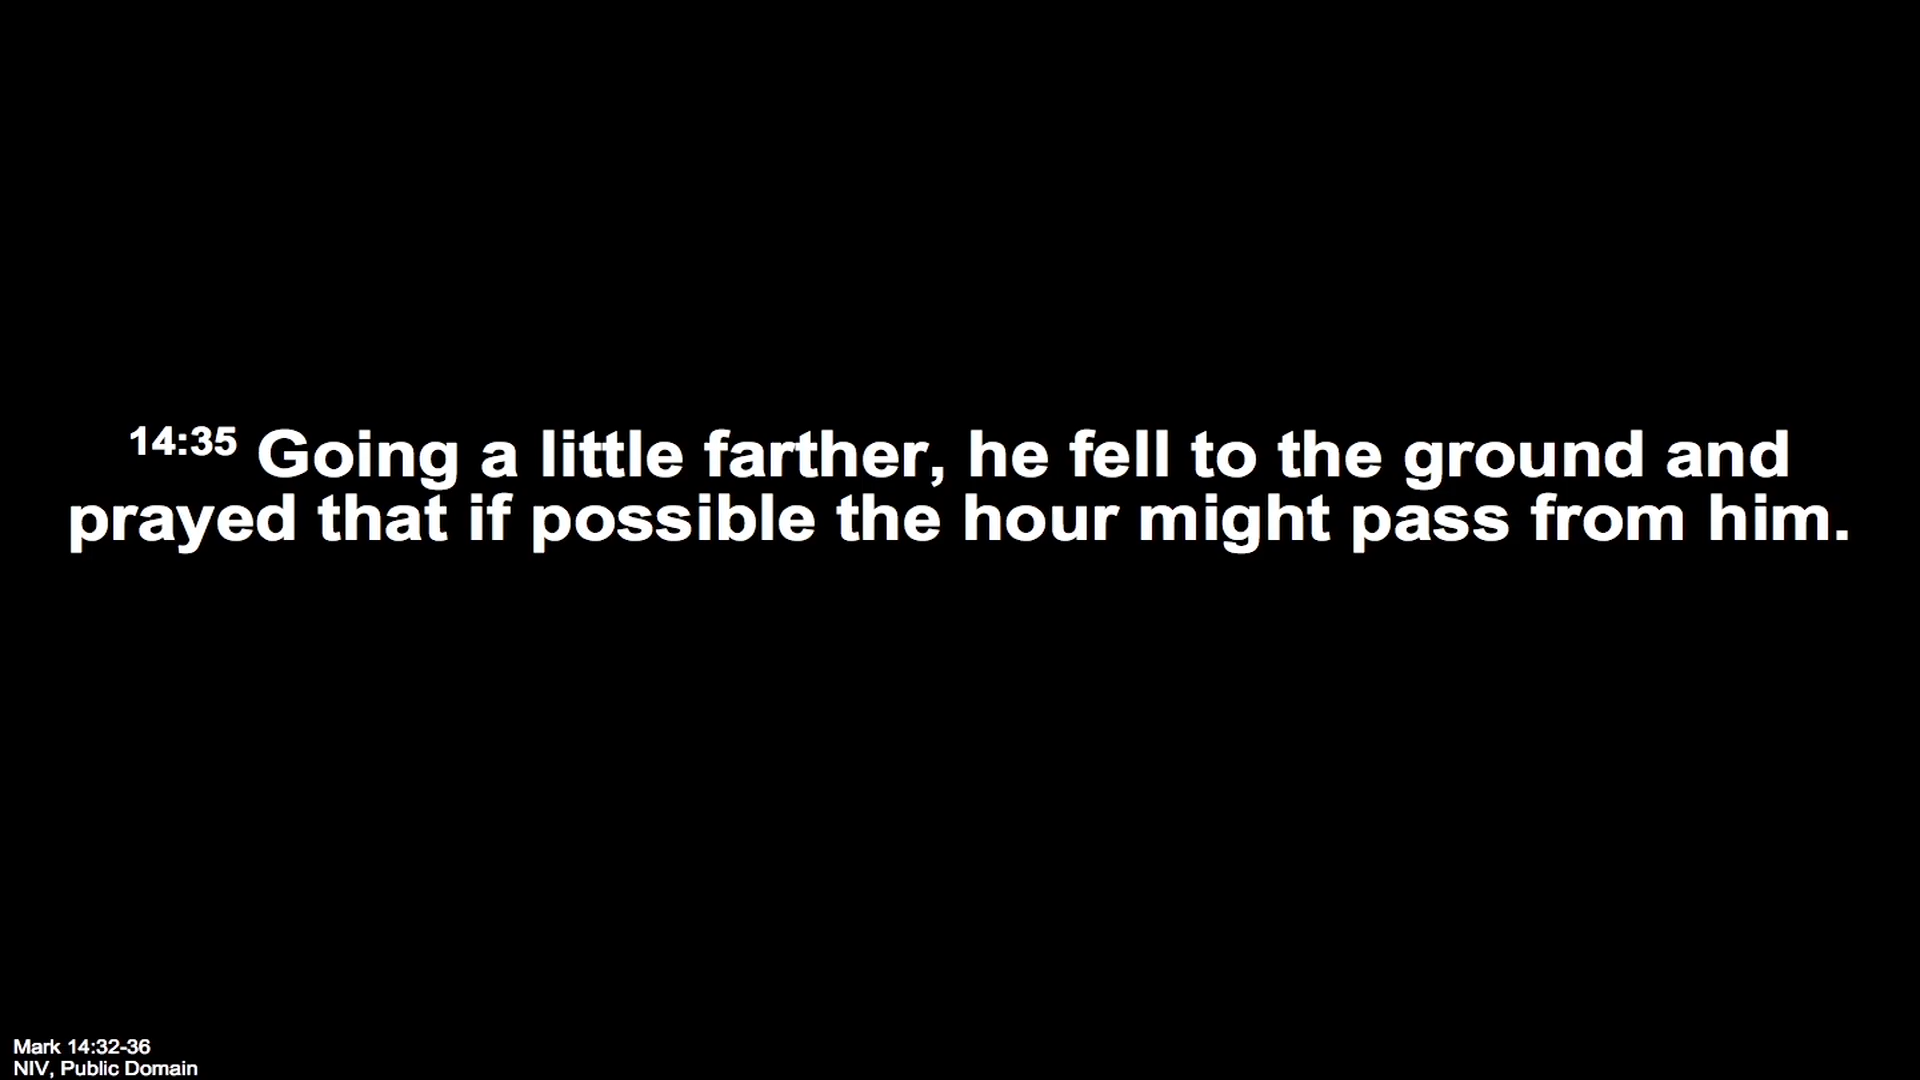 14:35 Going a little farther, he fell to the ground and
prayed that if possible the hour might pass from him.
Mark 14:32-36
NIV, Public Domain